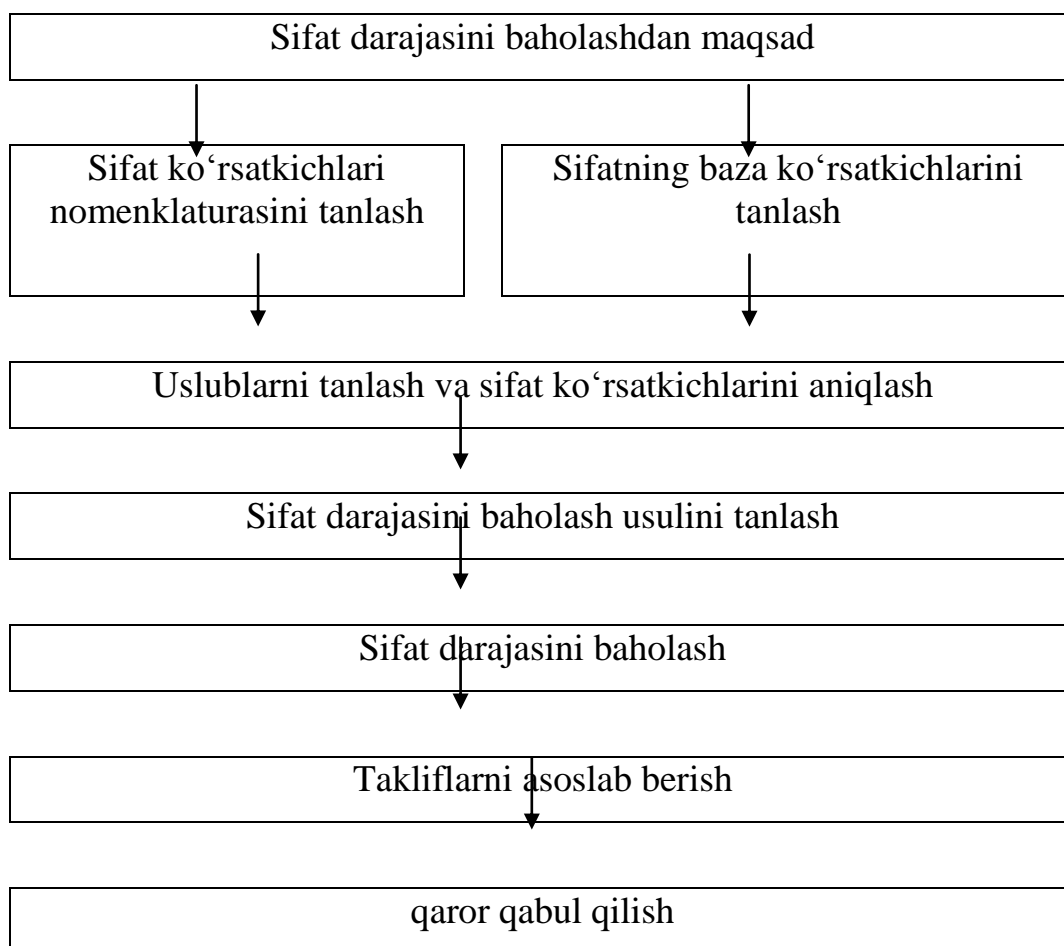 Sifat darajasini baholashdan maqsad
Sifat ko‘rsatkichlari
nomenklaturasini tanlash
Sifatning baza ko‘rsatkichlarini
tanlash
Uslublarni tanlash va sifat ko‘rsatkichlarini aniqlash
Sifat darajasini baholash usulini tanlash
Sifat darajasini baholash
Takliflarni asoslab berish
qaror qabul qilish